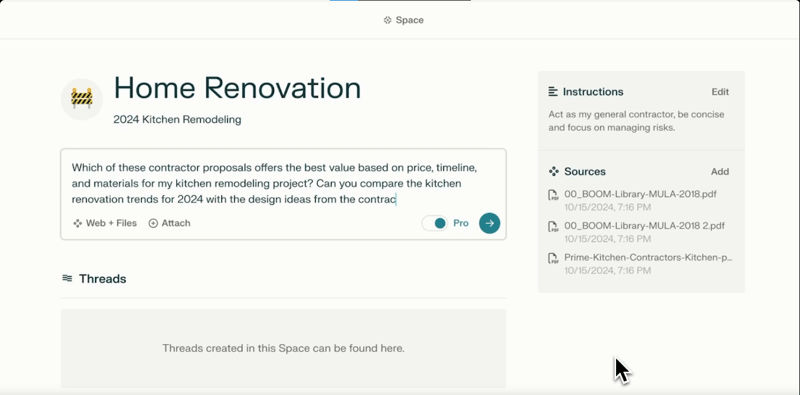 Space
Home Renovation
2024 Kitchen Remodeling
Which of these contractor proposals offers the best value based on price, timeline,
and materials for my kitchen remodeling project? Can you compare the kitchen
renovation trends for 2024 with the design ideas from the contrac
Web + Files
Attach
Pro
Threads
Threads created in this Space can be found here.
Instructions
Edit
Act as my general contractor, be concise
and focus on managing risks.
Sources
Add
00_BOOM-Library-MULA-2018.pdf
10/15/2024, 7:16 PM
00_BOOM-Library-MULA-2018 2.pdf
10/15/2024, 7:16 PM
Prime-Kitchen-Contractors-Kitchen-p...
10/15/2024, 7:16 PM